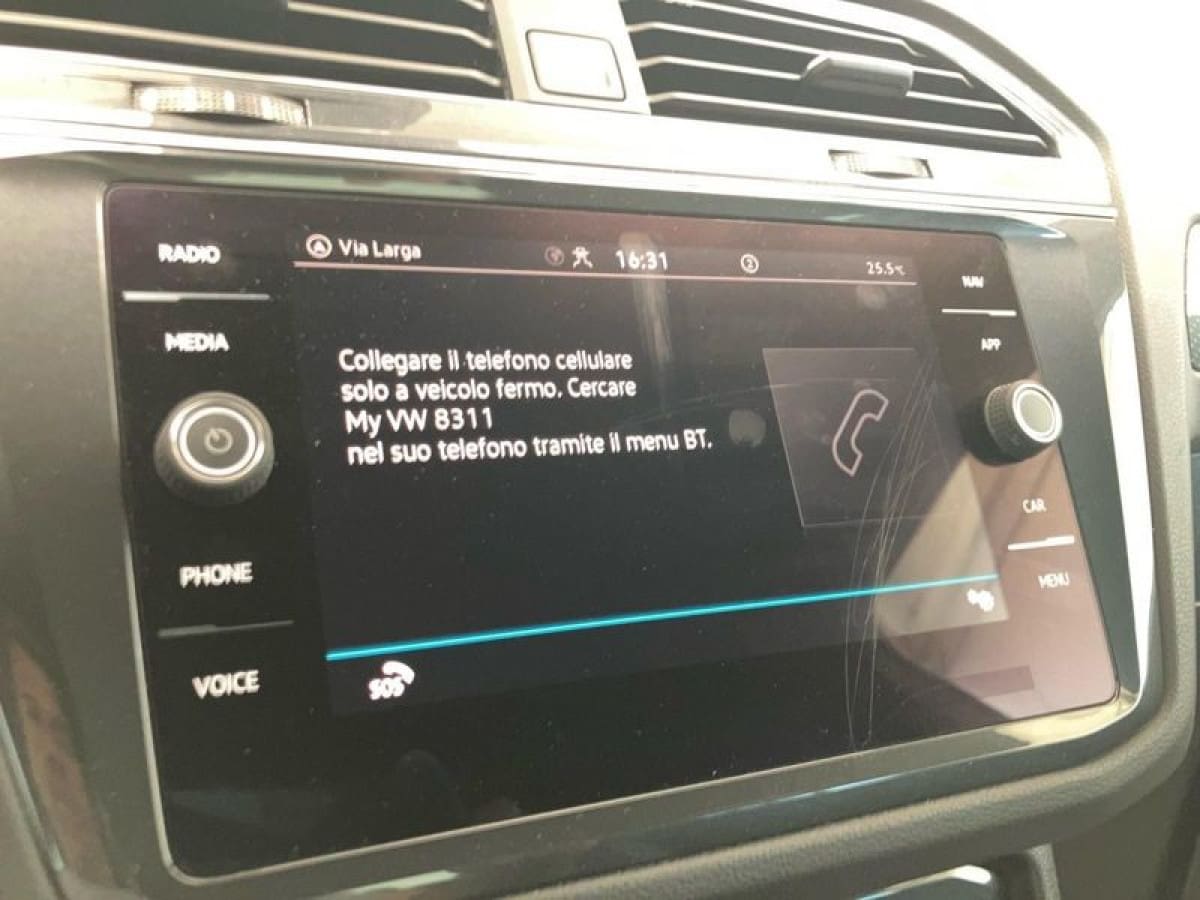 RADIO
MEDIA
PHONE
VOICE
Via Larga 16:31 2 25.5°C
Collegare il telefono cellulare
solo a veicolo fermo. Cercare
My VW 8311
nel suo telefono tramite il menu BT.
SOS
NAV
APP
CAR
MENU